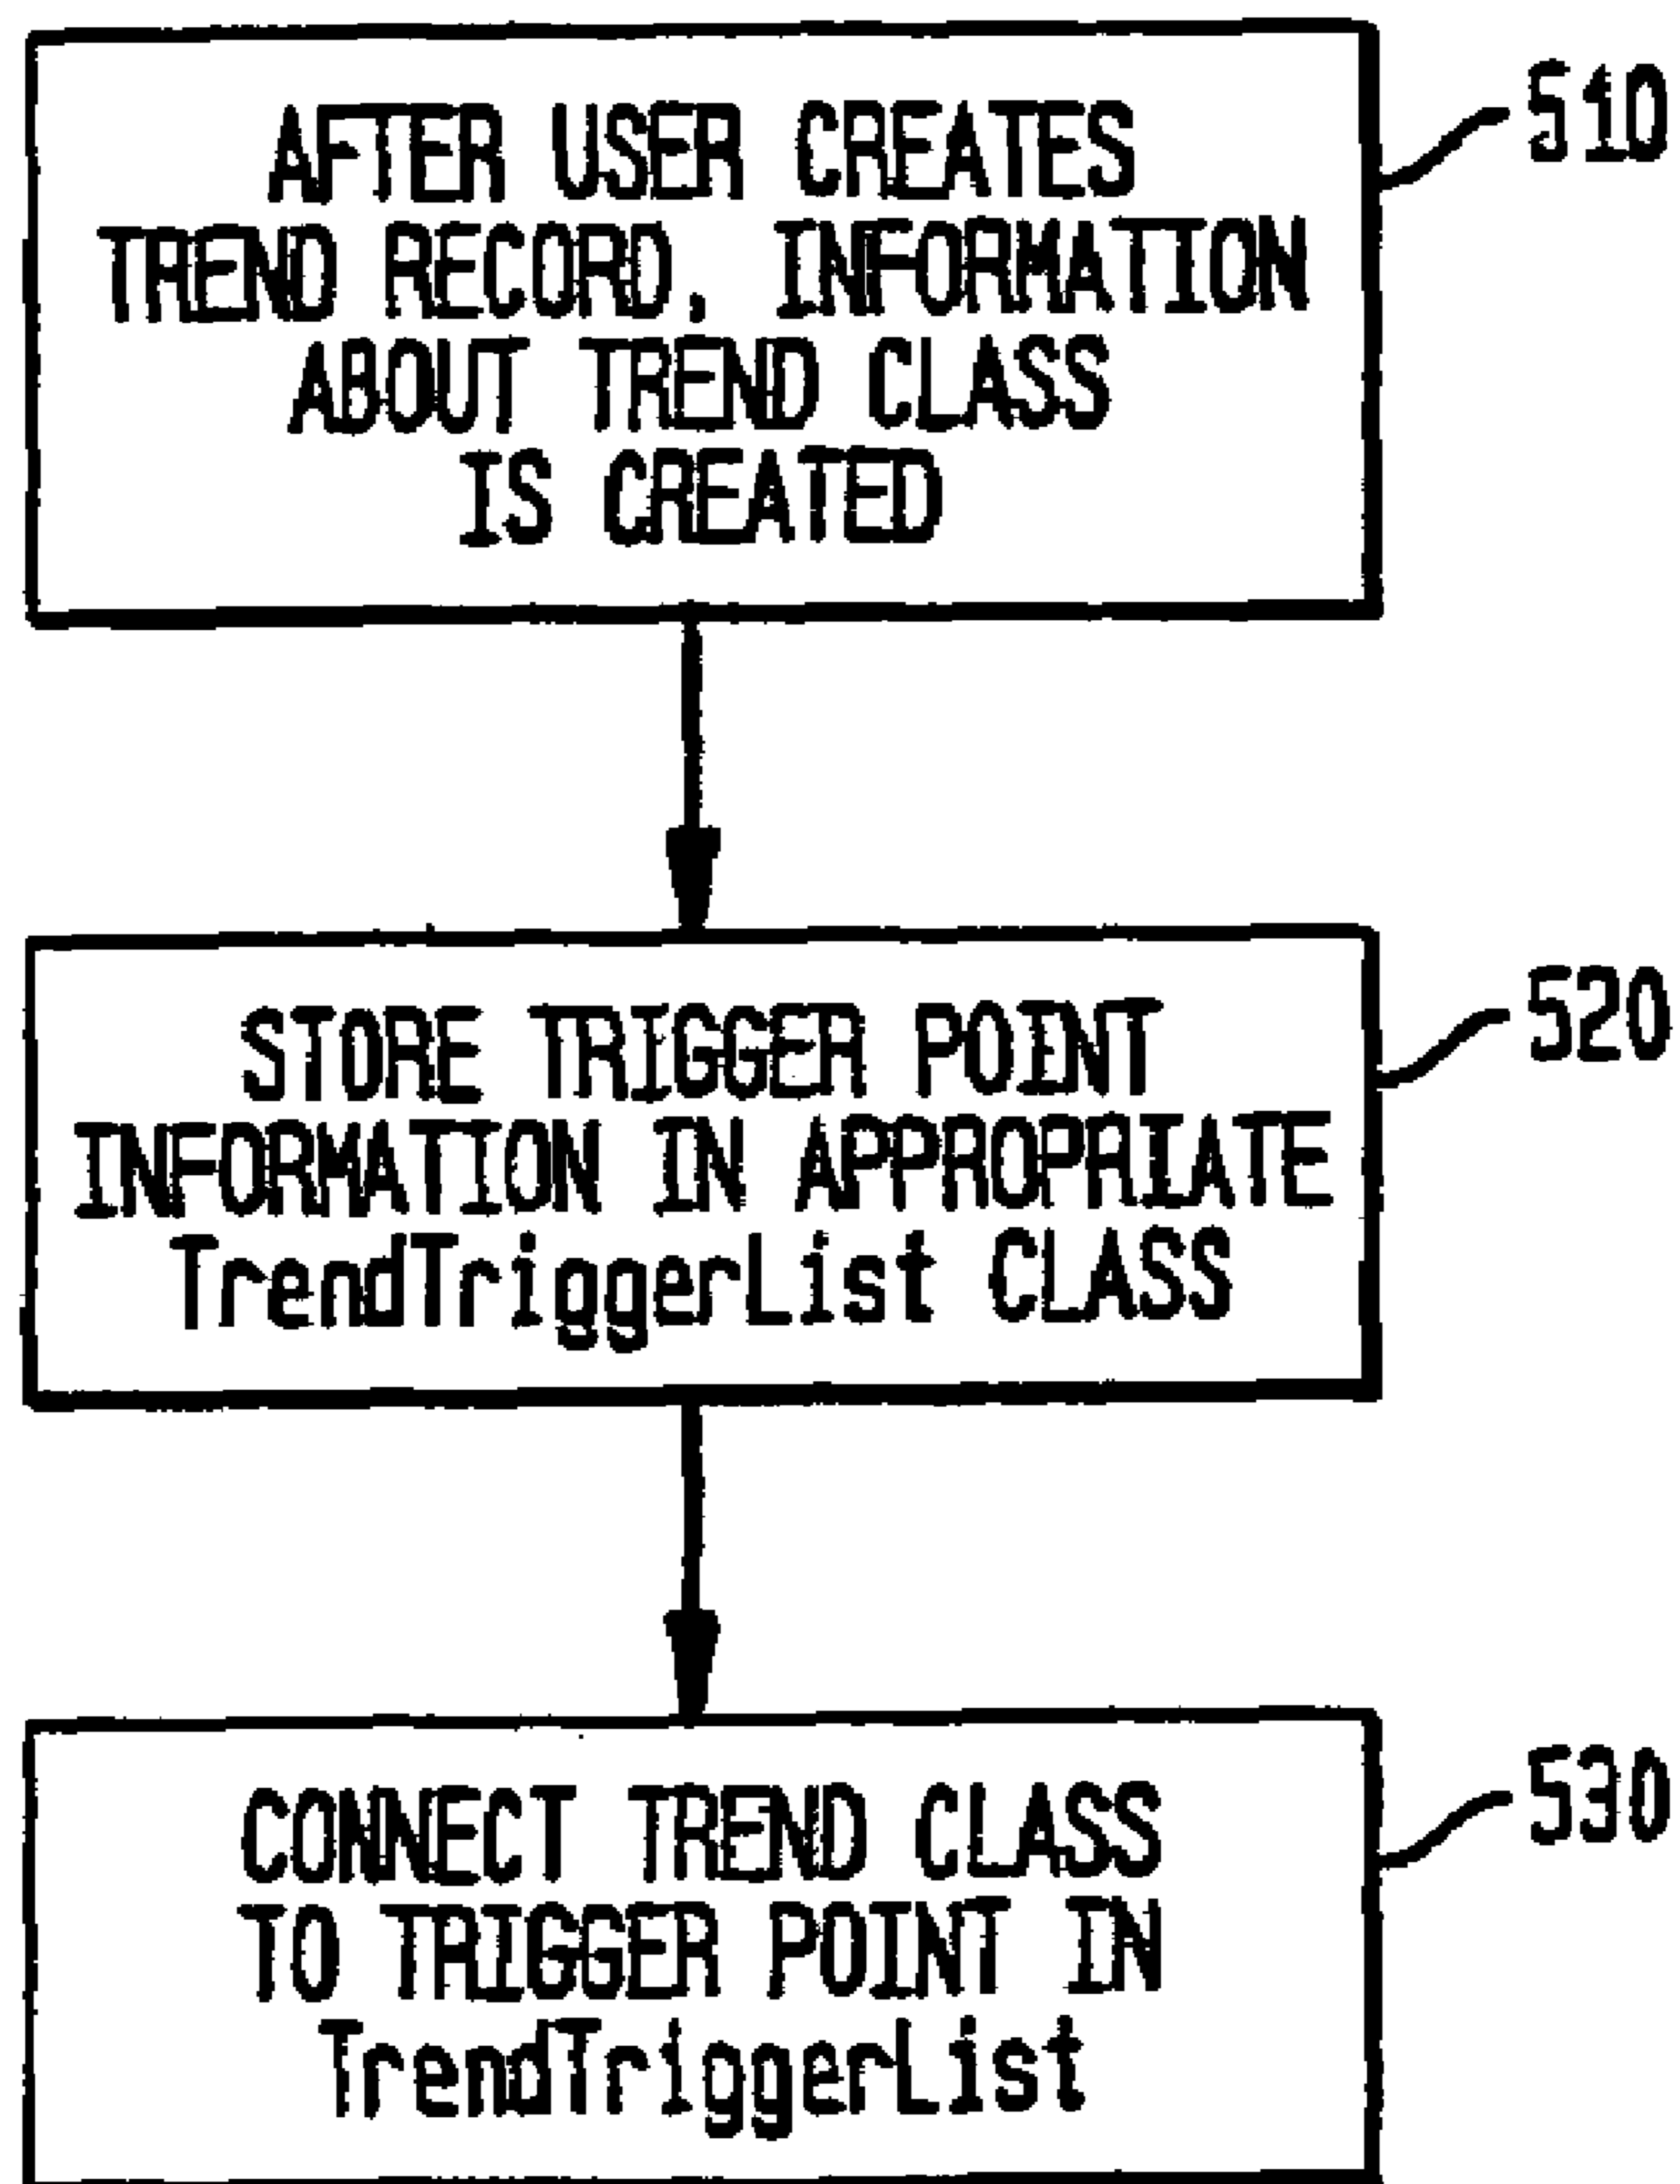 AFTER USER CREATES
TREND RECORD, INFORMATION
ABOUT TREND CLASS
IS CREATED
510
STORE TRIGGER POINT
INFORMATION IN APPROPRIATE
TrendTriggerList CLASS
520
CONNECT TREND CLASS
TO TRIGGER POINT IN
TrendTriggerList
530